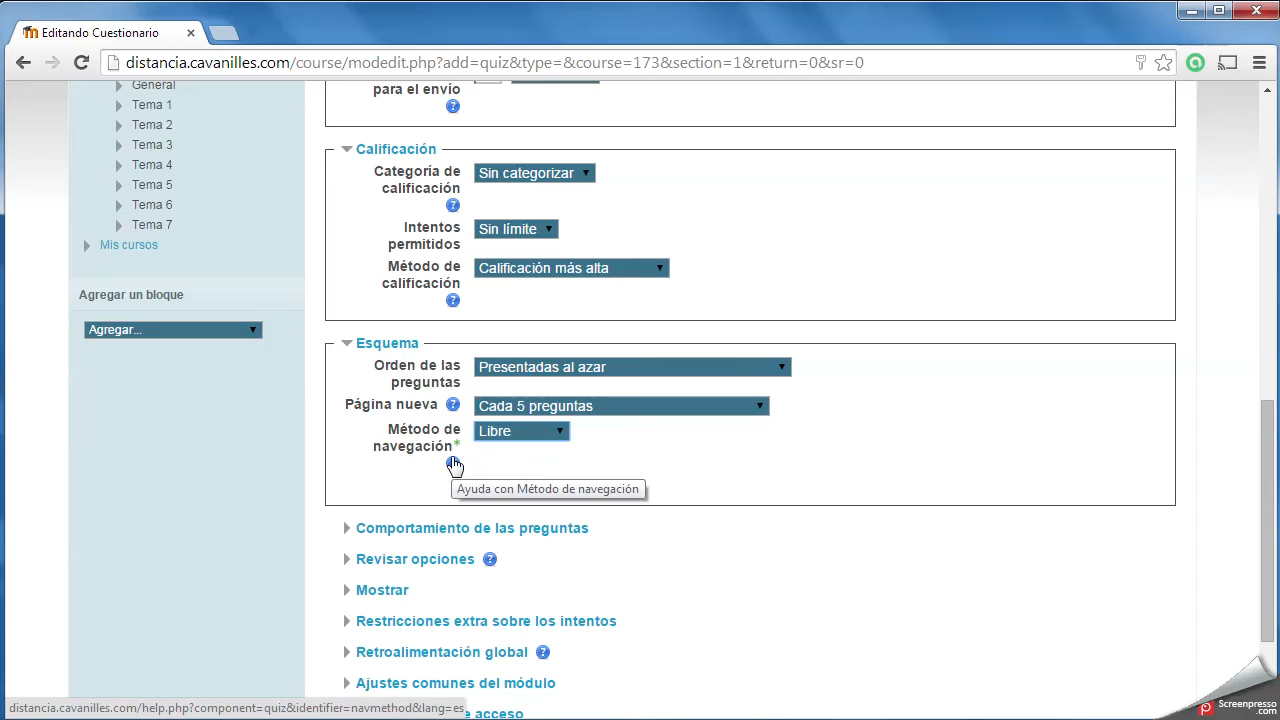 Editando Cuestionario
distancia.cavanilles.com/course/modedit.php?add=quiz&type=&course=173&section=1&return=0&sr=0
General
Tema 1
Tema 2
Tema 3
Tema 4
Tema 5
Tema 6
Tema 7
Mis cursos
Agregar un bloque
Agregar...
para el envío
Calificación
Categoría de calificación
Sin categorizar
Intentos permitidos
Sin límite
Método de calificación
Calificación más alta
Esquema
Orden de las preguntas
Presentadas al azar
Página nueva
Cada 5 preguntas
Método de navegación*
Libre
Ayuda con Método de navegación
Comportamiento de las preguntas
Revisar opciones
Mostrar
Restricciones extra sobre los intentos
Retroalimentación global
Ajustes comunes del módulo
e acceso
distancia.cavanilles.com/help.php?component=quiz&identifier=navmethod&lang=es
Screenpresso
.com